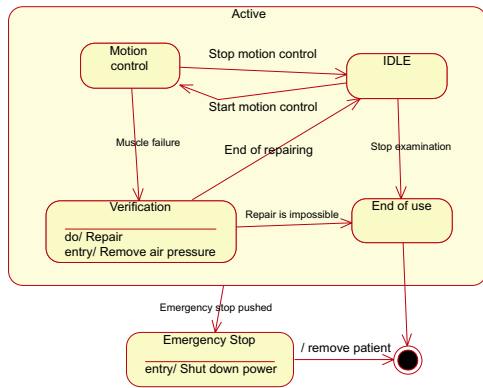 Active
Motion
control
Stop motion control
IDLE
Start motion control
Muscle failure
End of repairing
Stop examination
Verification
do/ Repair
entry/ Remove air pressure
Repair is impossible
End of use
Emergency stop pushed
Emergency Stop
entry/ Shut down power
/ remove patient